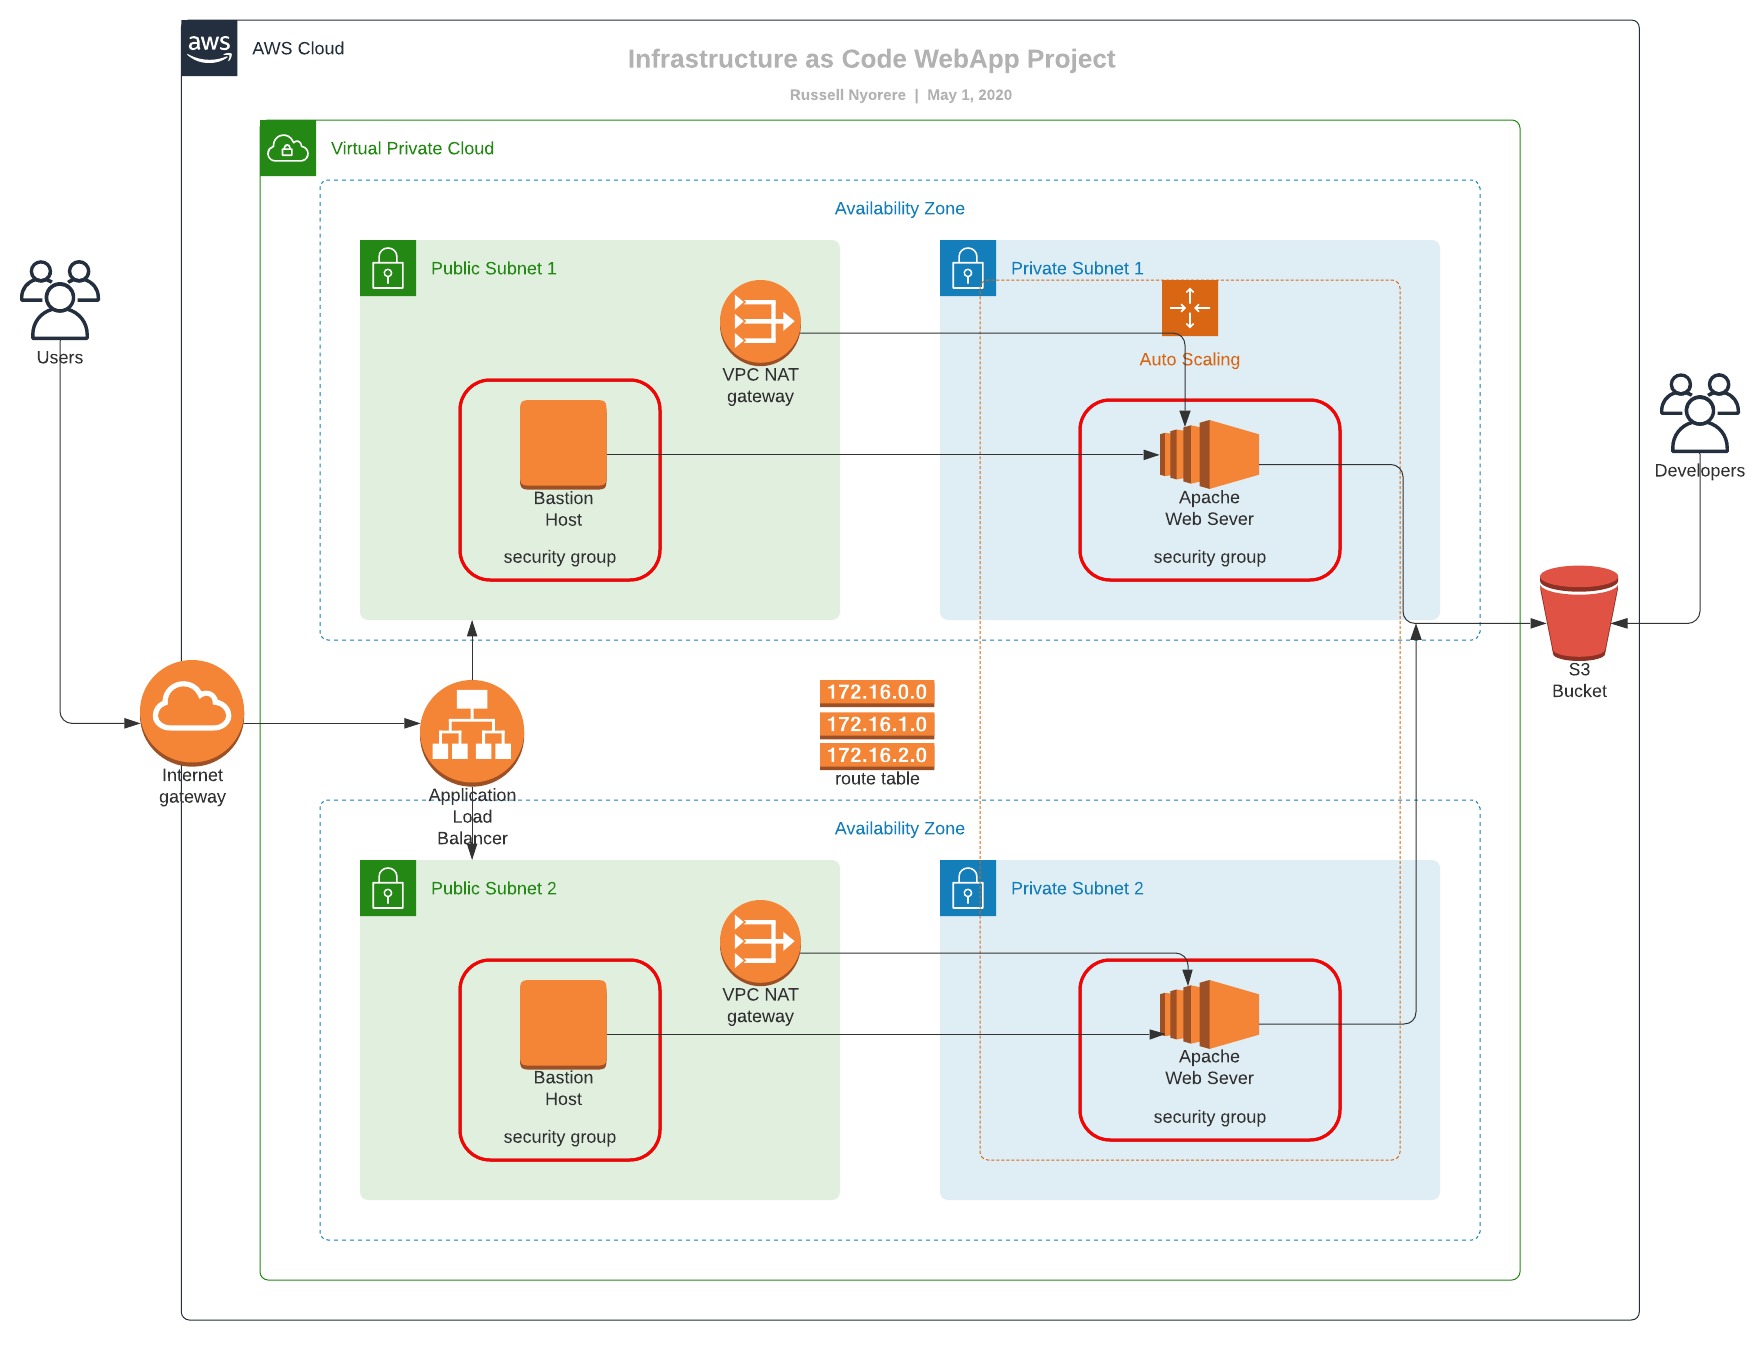 aws
AWS Cloud
Infrastructure as Code WebApp Project
Russell Nyorere | May 1, 2020
Virtual Private Cloud
Availability Zone
Public Subnet 1
Private Subnet 1
Users
VPC NAT
gateway
Auto Scaling
Bastion
Host
security group
Apache
Web Sever
security group
Developers
S3
Bucket
Internet
gateway
Application
Load
Balancer
172.16.0.0
172.16.1.0
172.16.2.0
route table
Availability Zone
Public Subnet 2
Private Subnet 2
VPC NAT
gateway
Bastion
Host
security group
Apache
Web Sever
security group